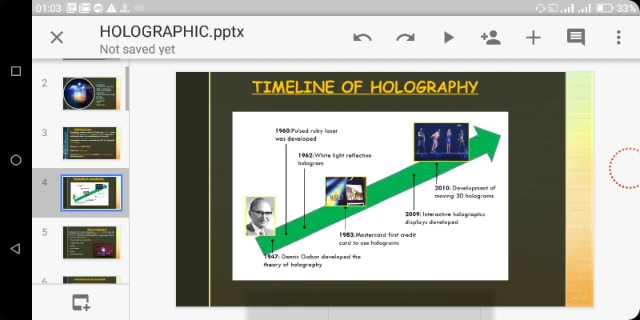 01:03
33%
HOLOGRAPHIC.pptx
Not saved yet
2
3
4
5
6
TIMELINE OF HOLOGRAPHY
1960:Pulsed ruby laser
was developed
1962:White light reflection
hologram
2010: Development of
moving 3D holograms
2009: Interactive holographic
displays developed
1983:Mastercard first credit
card to use holograms
1947: Dennis Gabor developed the
theory of holography